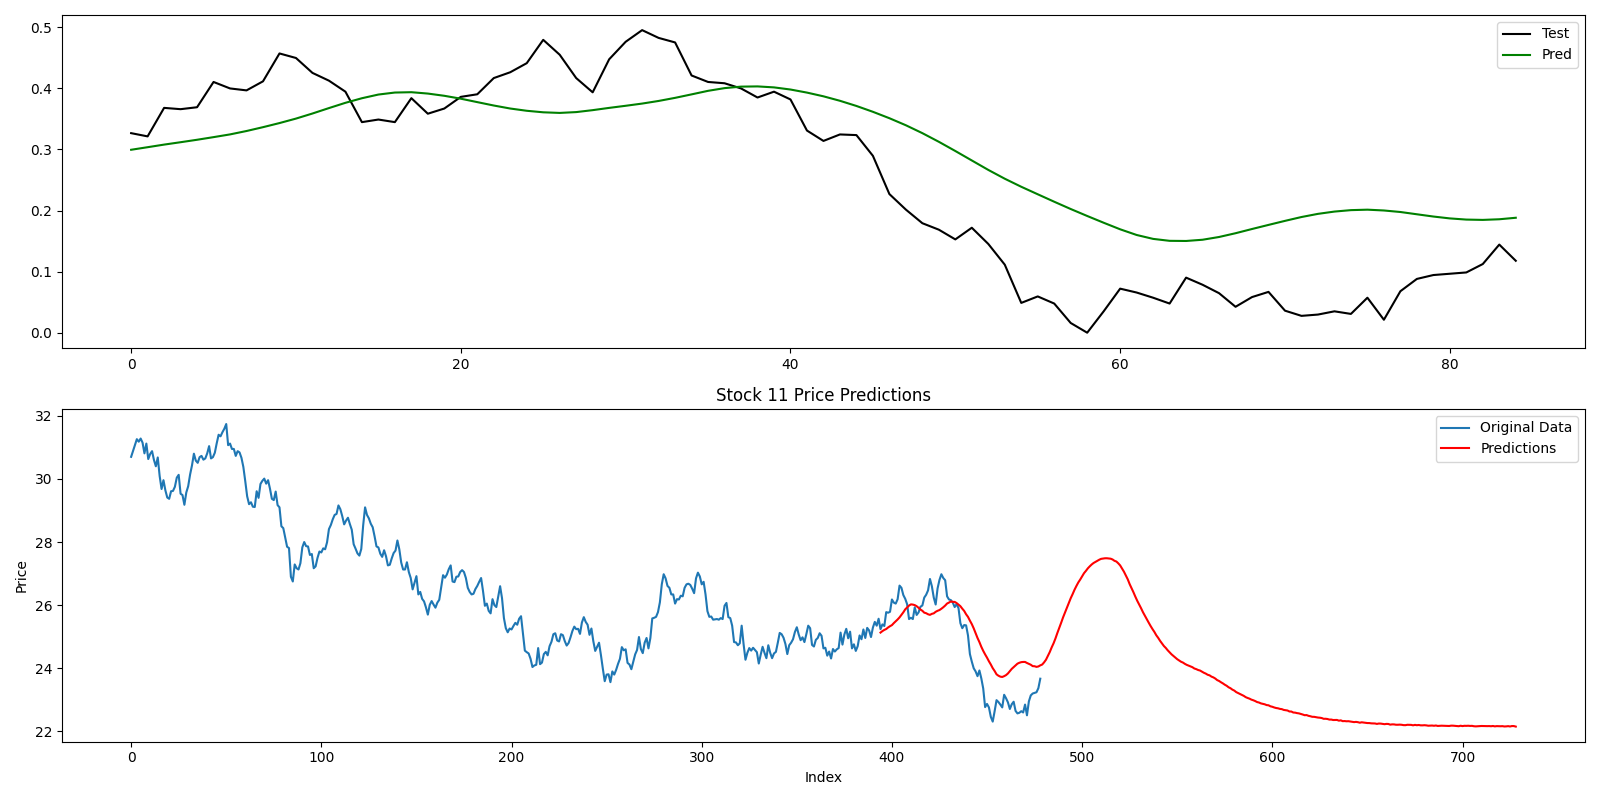 0.5
0.4
0.3
0.2
0.1
0.0
Test
Pred
0 20 40 60 80
Stock 11 Price Predictions
32
30
28
26
24
22
Price
Original Data
Predictions
0 100 200 300 400 500 600 700
Index